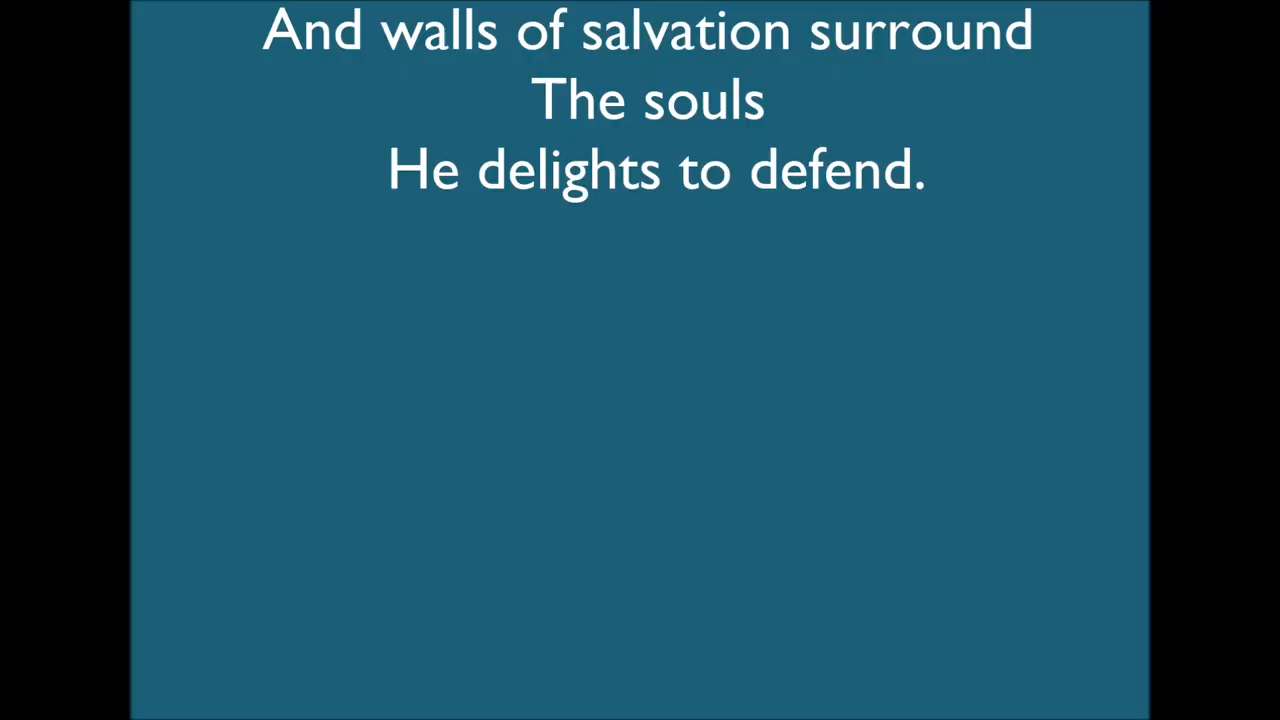 And walls of salvation surround
The souls
He delights to defend.